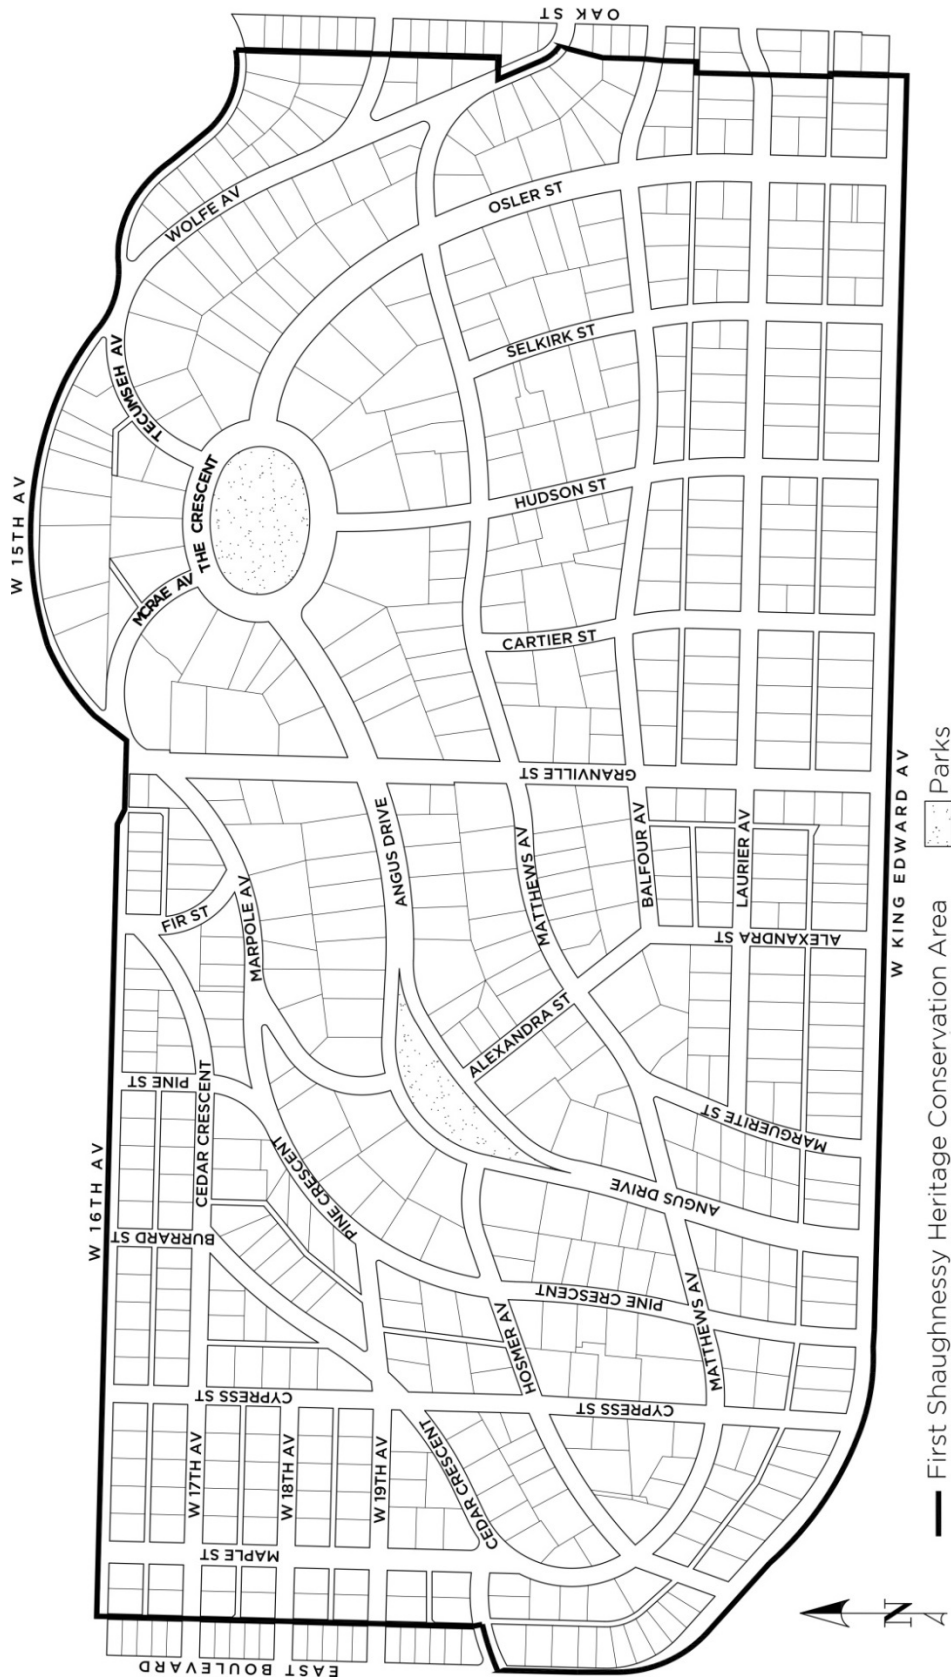 OAK ST
W 15TH AV
WOLFE AV
TECUMSEH AV
THE CRESCENT
MCRAE AV
OSLER ST
SELKIRK ST
HUDSON ST
CARTIER ST
GRANVILLE ST
ANGUS DRIVE
MATTHEWS AV
BALFOUR AV
LAURIER AV
ALEXANDRA ST
W KING EDWARD AV
FIR ST
MARPOLE AV
ALEXANDRA ST
PINE ST
CEDAR CRESCENT
W 16TH AV
PINE CRESCENT
MARGUERITE ST
ANGUS DRIVE
BURRARD ST
PINE CRESCENT
MATTHEWS AV
HOSMER AV
CYPRESS ST
CYPRESS ST
W 17TH AV
W 18TH AV
W 19TH AV
CEDAR CRESCENT
MAPLE ST
EAST BOULEVARD
N
First Shaughnessy Heritage Conservation Area
Parks